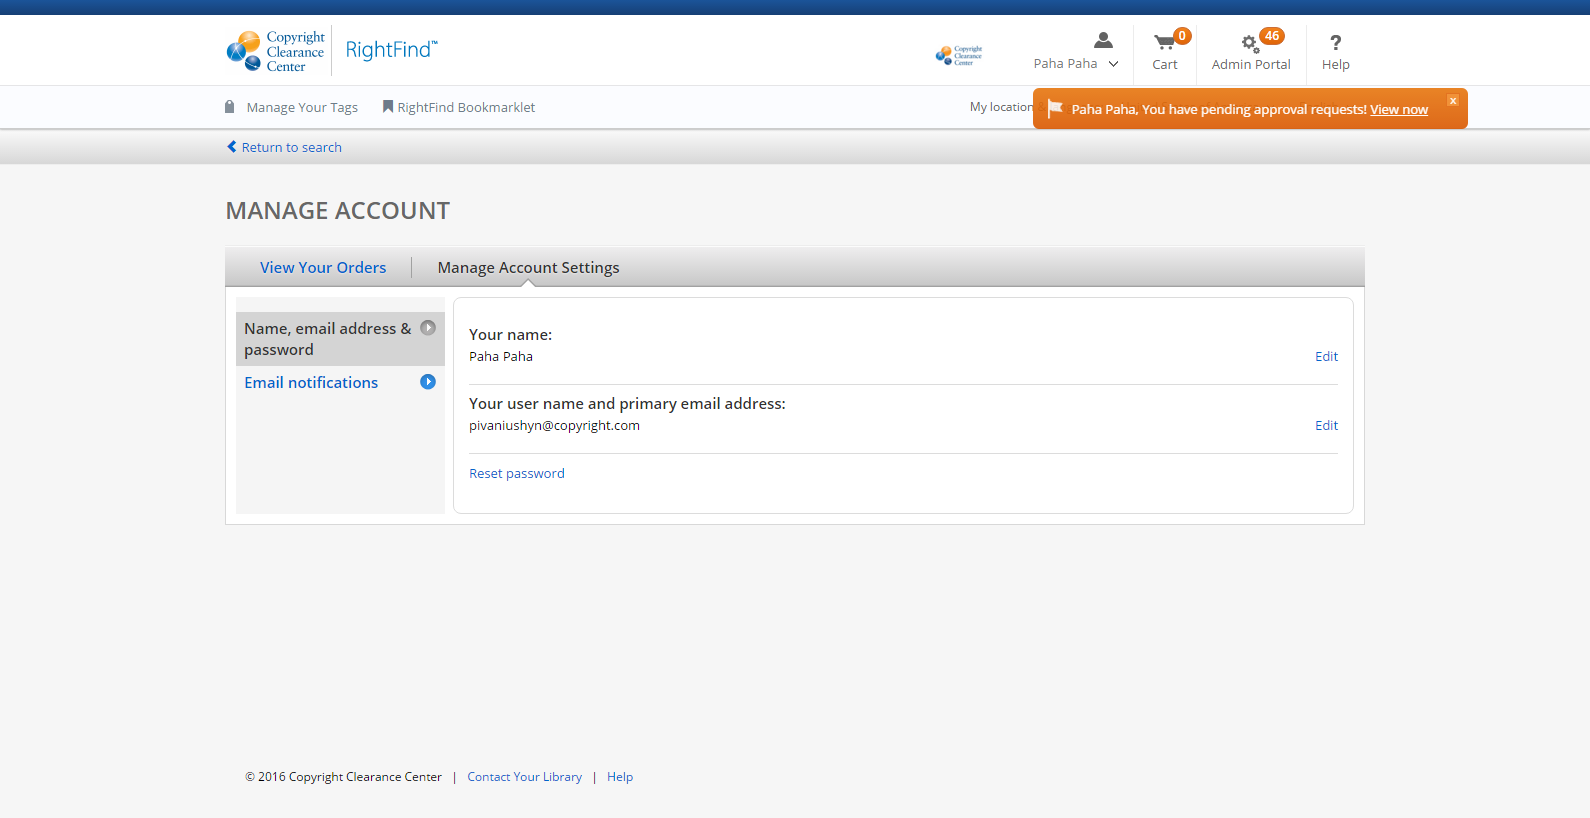 Copyright
Clearance
Center
RightFind™
Copyright
Clearance
Center
Paha Paha
0
Cart
46
Admin Portal
?
Help
Manage Your Tags
RightFind Bookmarklet
My location
Paha Paha, You have pending approval requests! View now
x
Return to search
MANAGE ACCOUNT
View Your Orders
Manage Account Settings
Name, email address &
password
Email notifications
Your name:
Paha Paha
Edit
Your user name and primary email address:
pivaniushyn@copyright.com
Edit
Reset password
© 2016 Copyright Clearance Center | Contact Your Library | Help